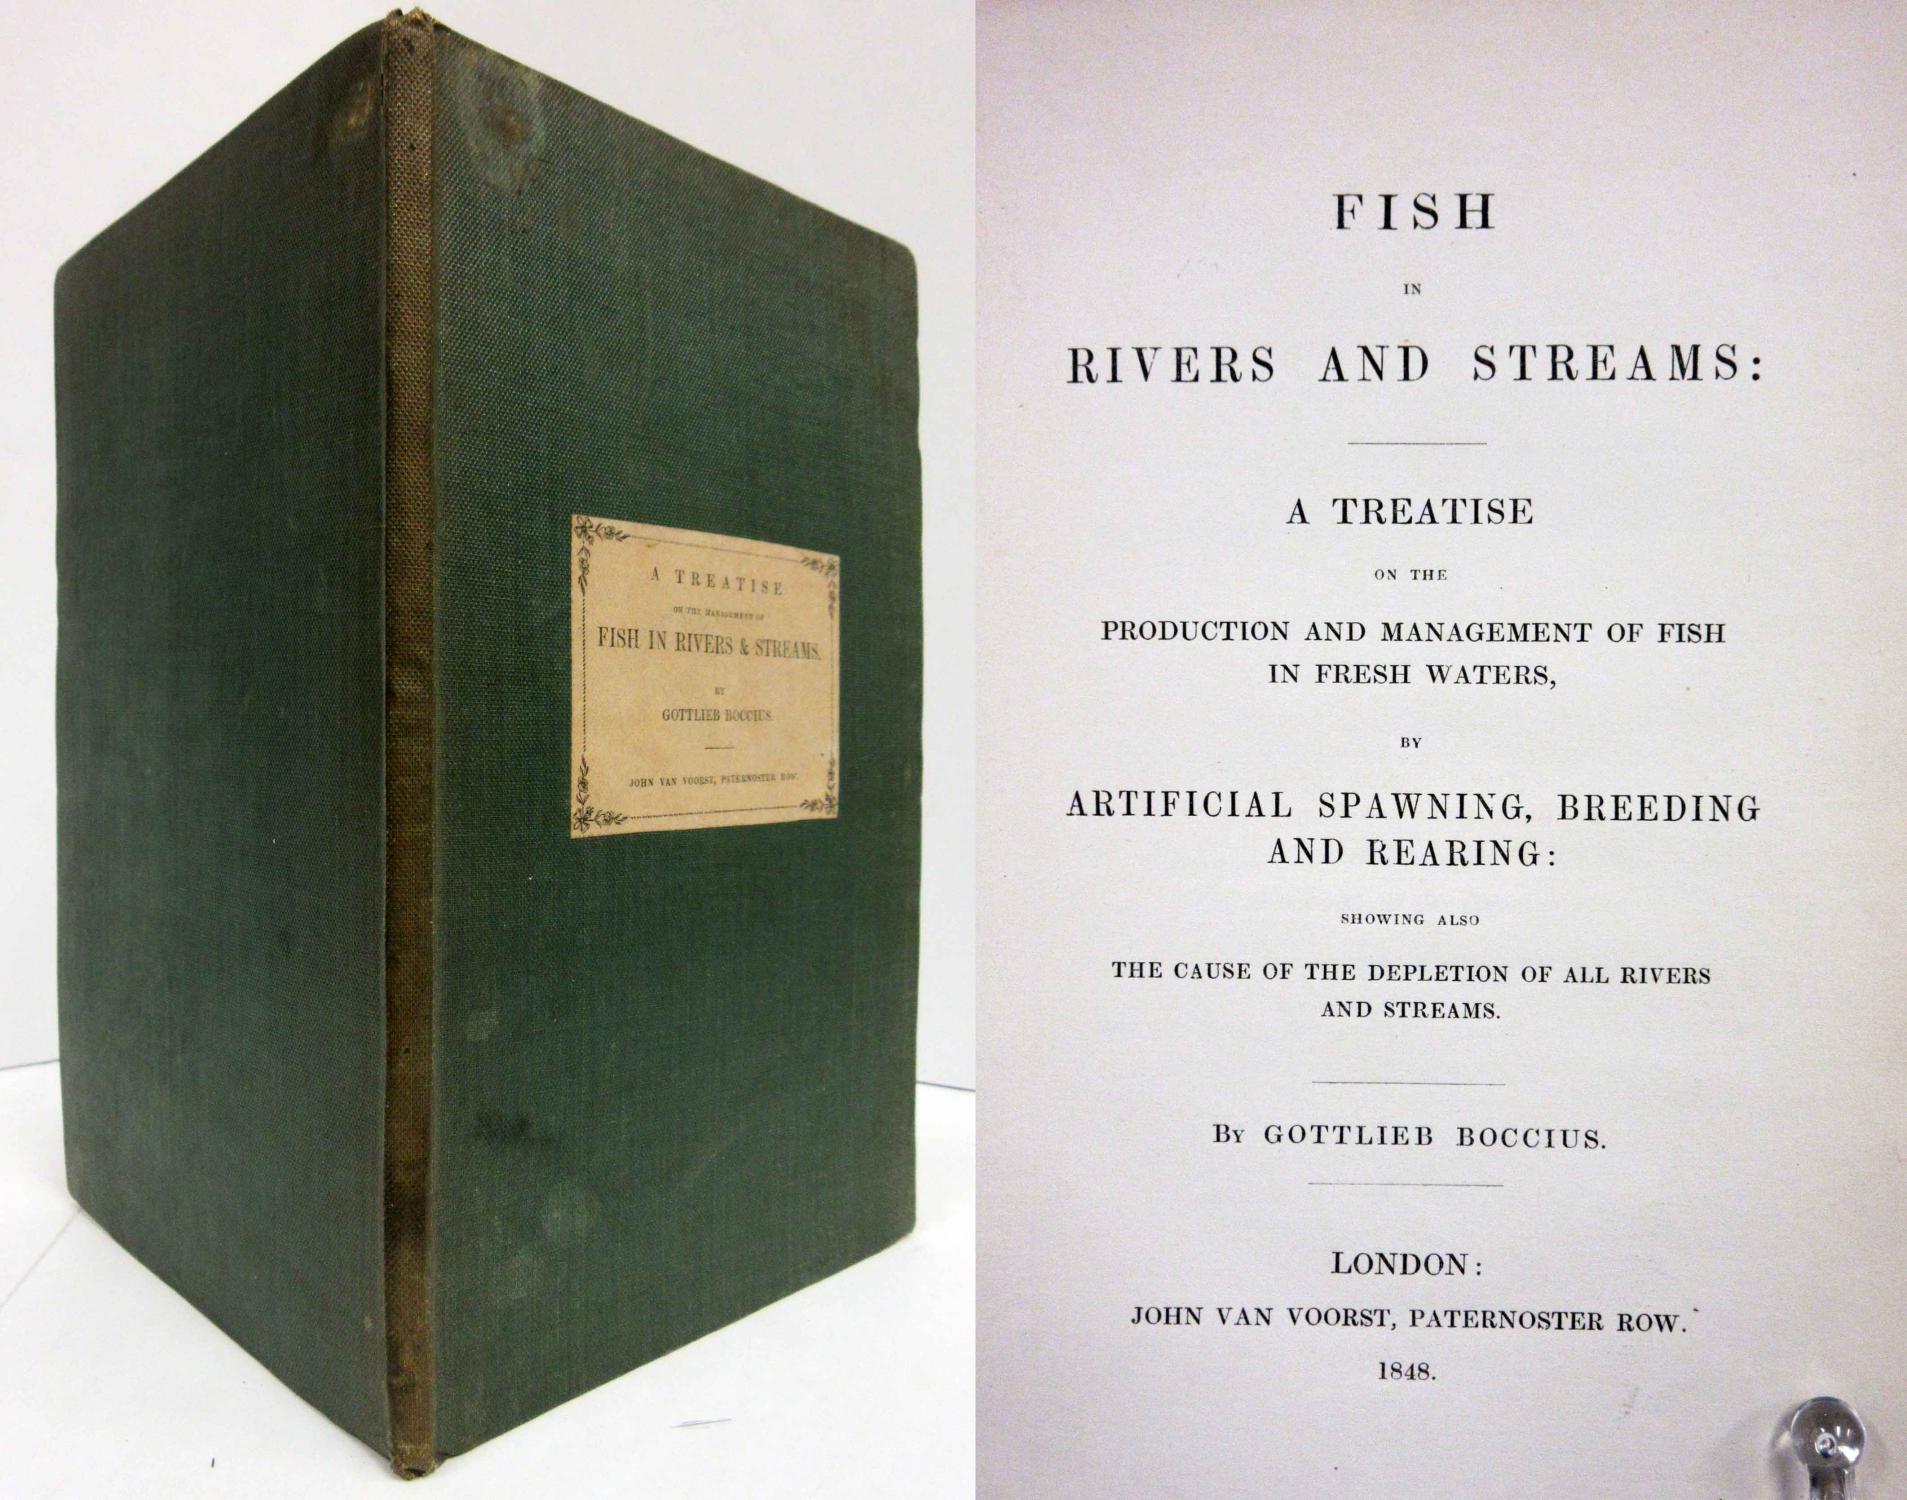 A TREATISE
ON THE MANAGEMENT OF
FISH IN RIVERS & STREAMS.
BY
GOTTLIEB BOCCIUS.
JOHN VAN VOORST, PATERNOSTER ROW.
FISH
IN
RIVERS AND STREAMS:
A TREATISE
ON THE
PRODUCTION AND MANAGEMENT OF FISH
IN FRESH WATERS,
BY
ARTIFICIAL SPAWNING, BREEDING
AND REARING:
SHOWING ALSO
THE CAUSE OF THE DEPLETION OF ALL RIVERS
AND STREAMS.
By GOTTLIEB BOCCIUS.
LONDON:
JOHN VAN VOORST, PATERNOSTER ROW.
1848.